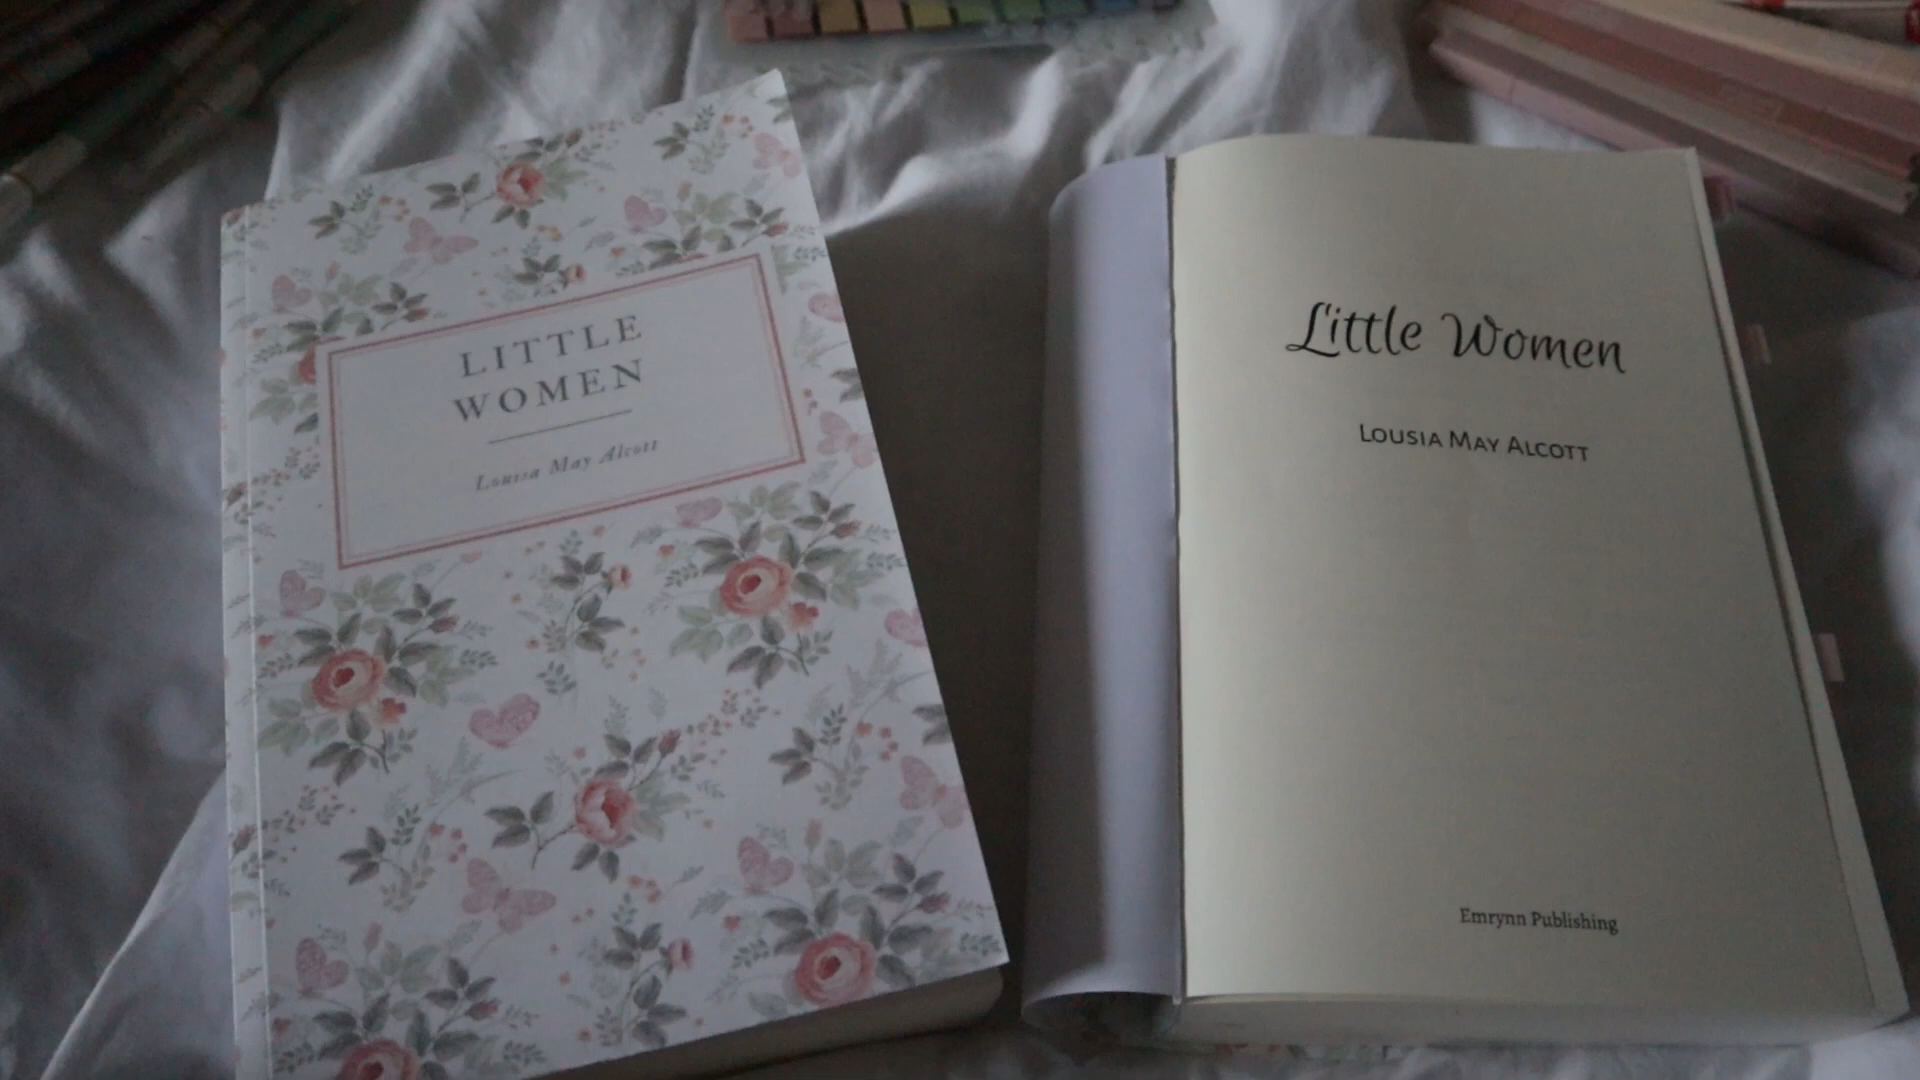 LITTLE
WOMEN
Louisa May Alcott
Little Women
Lousia May Alcott
Emrynn Publishing